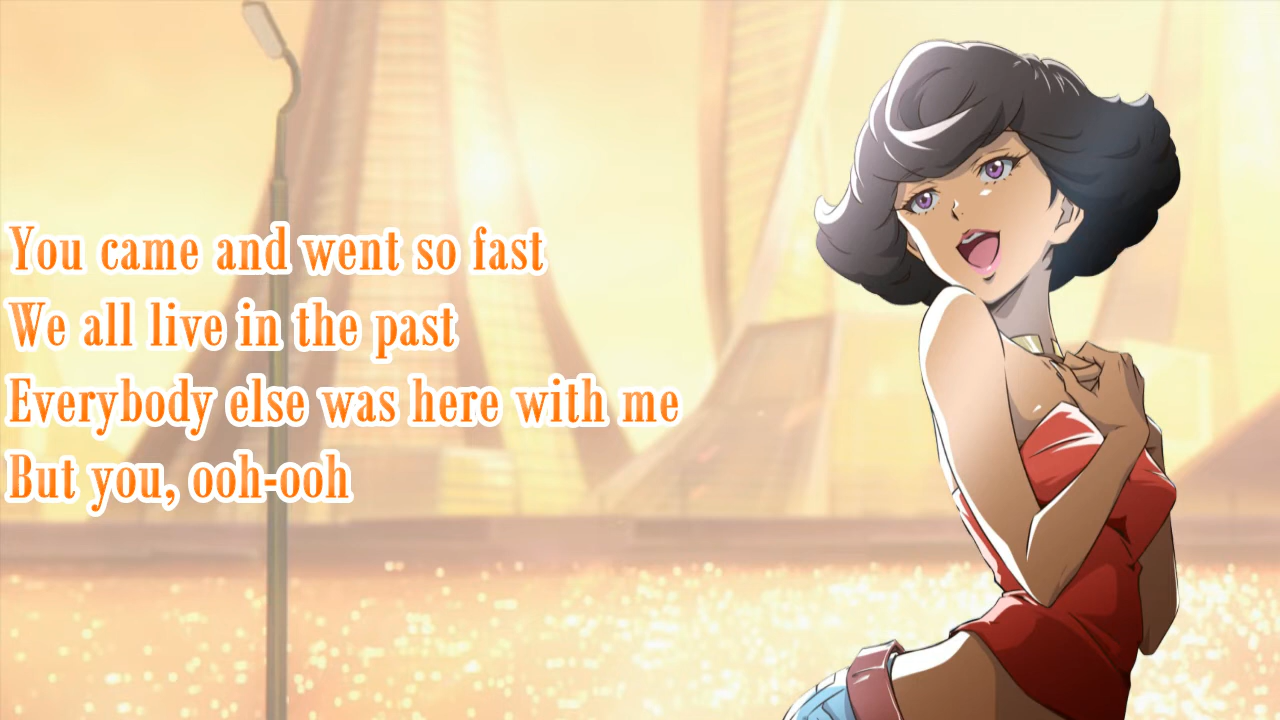 You came and went so fast
We all live in the past
Everybody else was here with me
But you, ooh-ooh